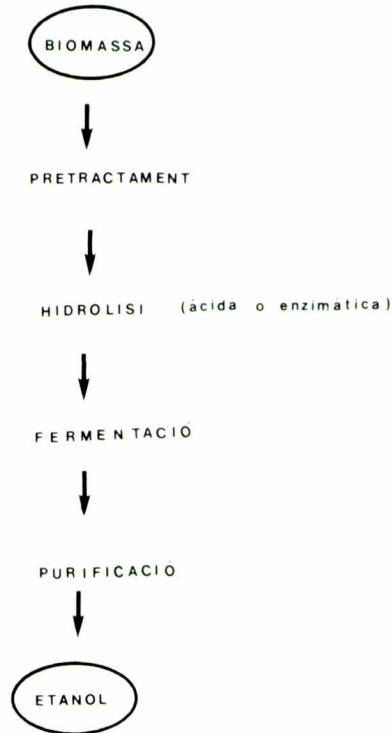 BIOMASSA
PRETRACTAMENT
HIDROLISI (àcida o enzimàtica)
FERMENTACIÓ
PURIFICACIÓ
ETANOL